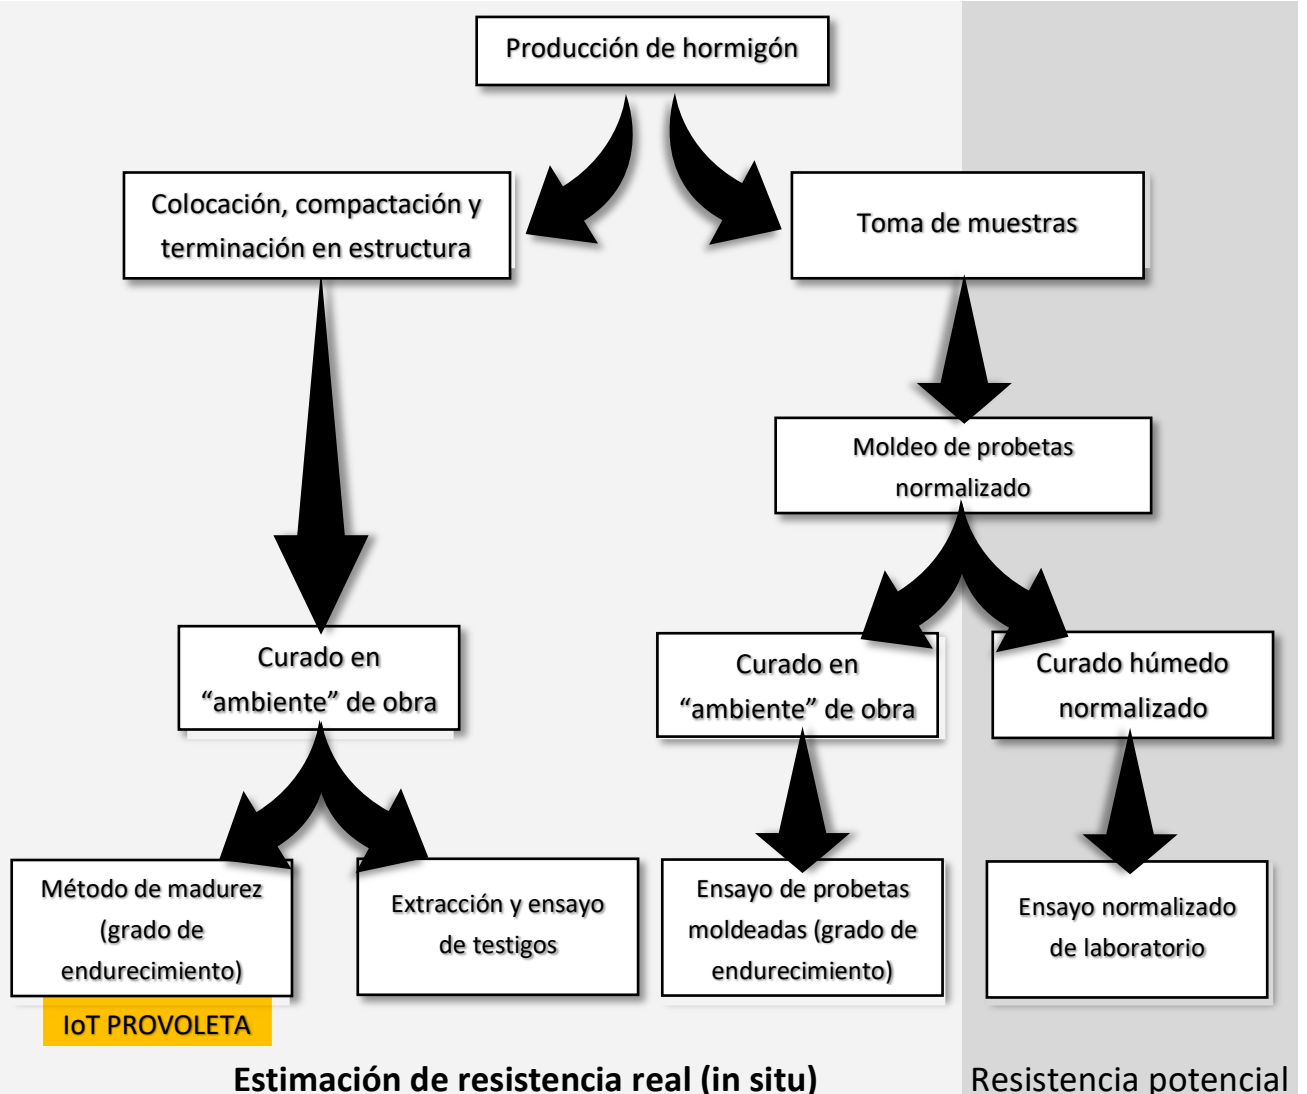 Producción de hormigón
Colocación, compactación y
terminación en estructura
Toma de muestras
Moldeo de probetas
normalizado
Curado en
“ambiente” de obra
Curado en
“ambiente” de obra
Curado húmedo
normalizado
Método de madurez
(grado de
endurecimiento)
Extracción y ensayo
de testigos
Ensayo de probetas
moldeadas (grado de
endurecimiento)
Ensayo normalizado
de laboratorio
IoT PROVOLETA
Estimación de resistencia real (in situ)
Resistencia potencial